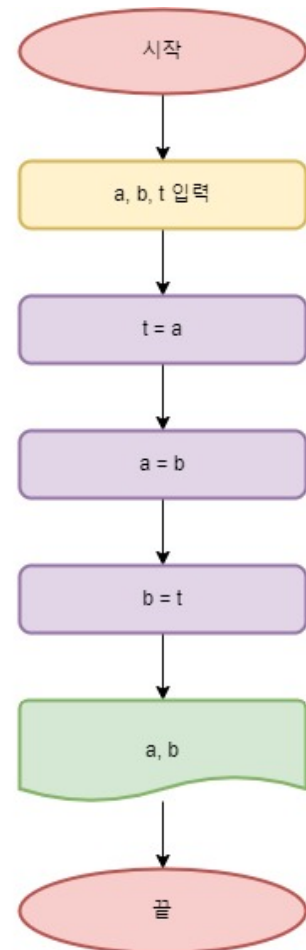 시작
a, b, t 입력
t = a
a = b
b = t
a, b
끝